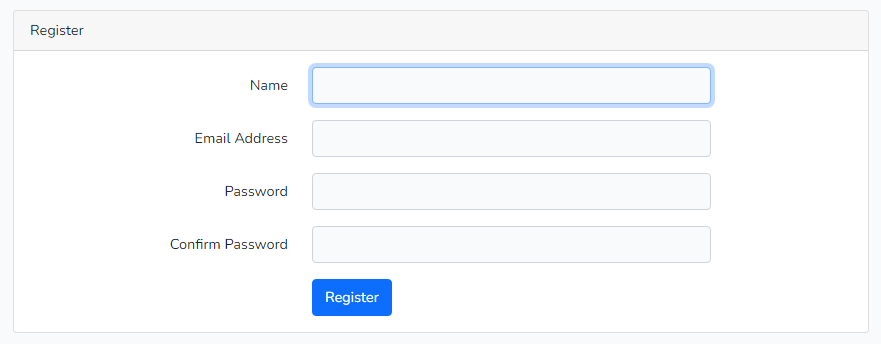 Register
Name
Email Address
Password
Confirm Password
Register